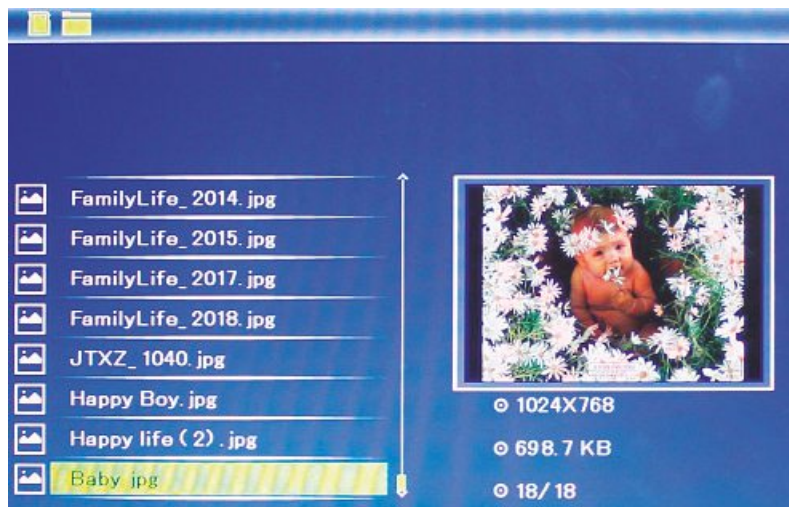 FamilyLife_2014.jpg
FamilyLife_2015.jpg
FamilyLife_2017.jpg
FamilyLife_2018.jpg
JTXZ_1040.jpg
Happy Boy.jpg
Happy life (2).jpg
Baby jpg
1024X768
698.7 KB
18/18